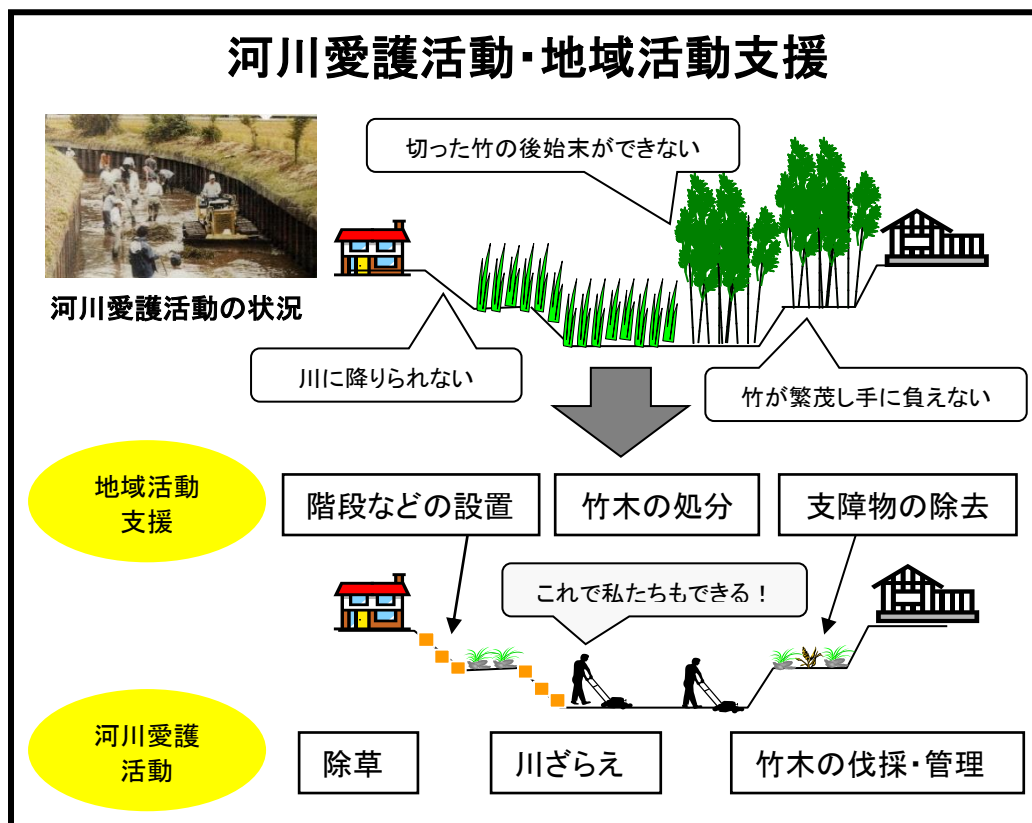 河川愛護活動・地域活動支援
切った竹の後始末ができない
河川愛護活動の状況
川に降りられない
竹が繁茂し手に負えない
地域活動
支援
階段などの設置
竹木の処分
支障物の除去
これで私たちもできる！
河川愛護
活動
除草
川ざらえ
竹木の伐採・管理